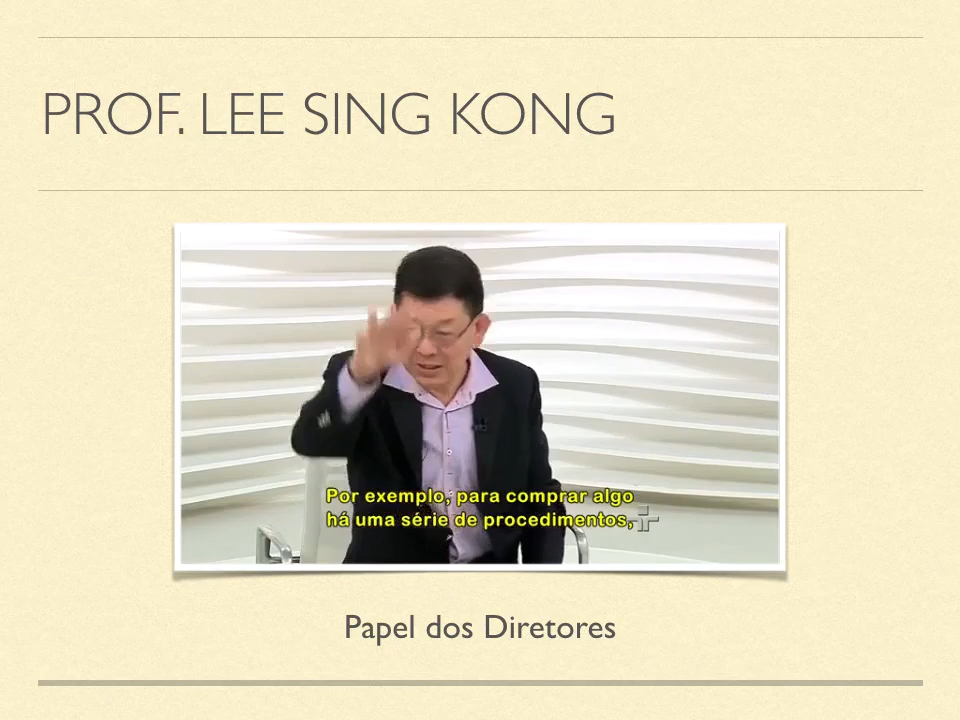 PROF. LEE SING KONG
Por exemplo, para comprar algo
há uma série de procedimentos,
Papel dos Diretores